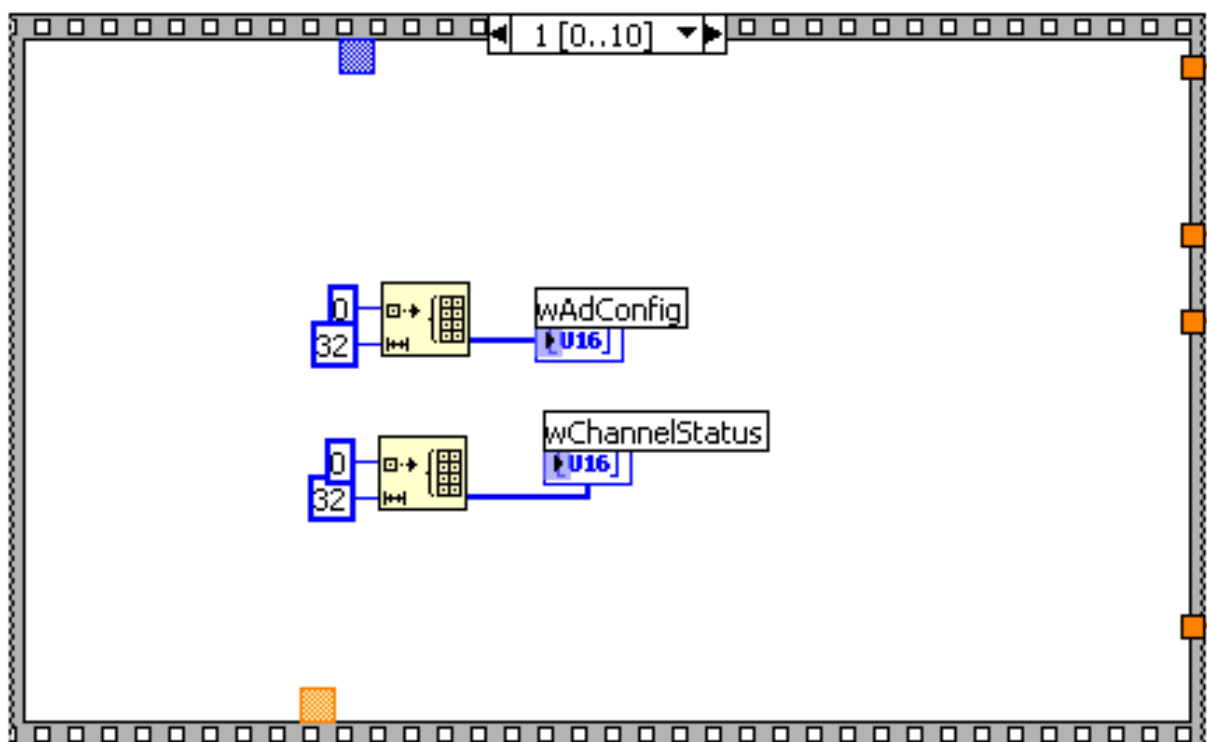 1 [0..10]
0
32
wAdConfig
[U16]
0
32
wChannelStatus
[U16]